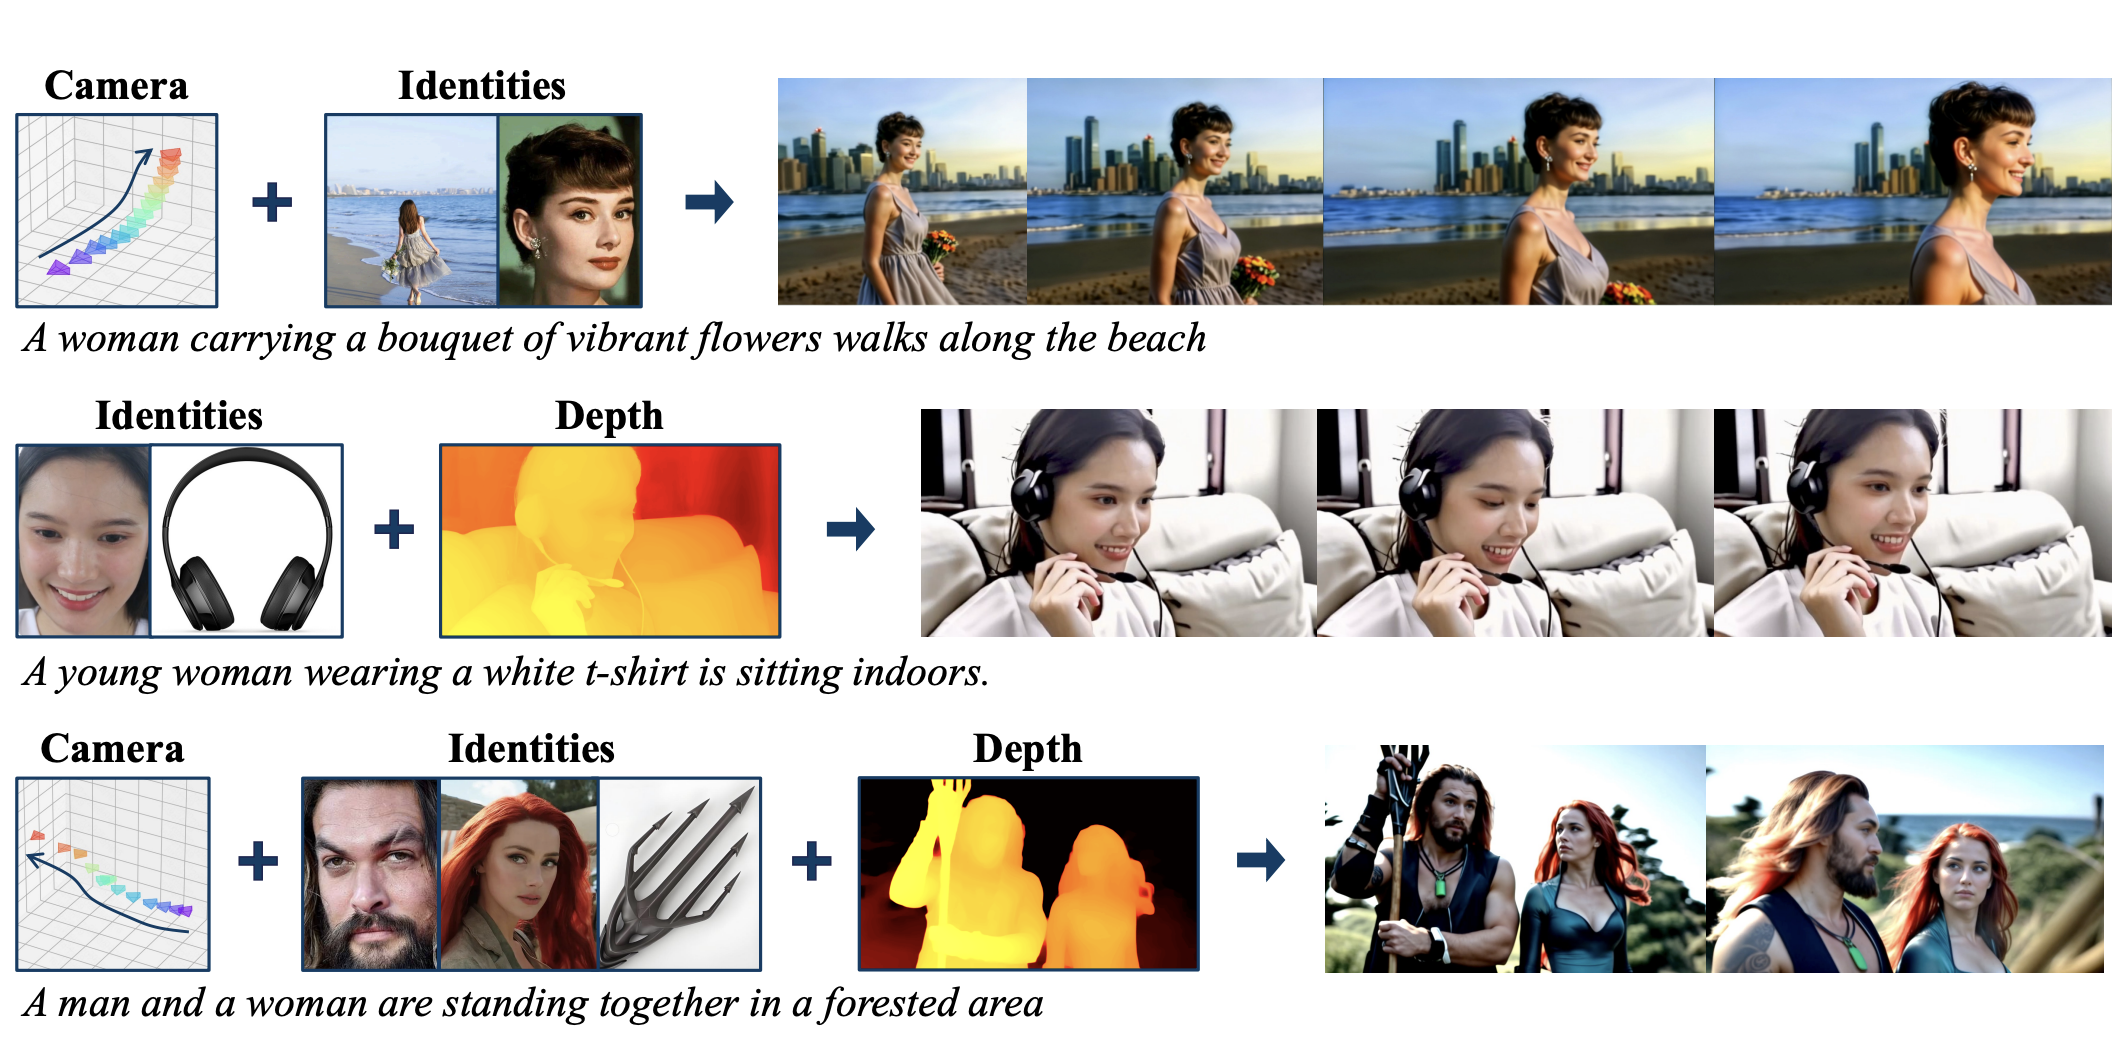 Camera
Identities
A woman carrying a bouquet of vibrant flowers walks along the beach
Identities
Depth
A young woman wearing a white t-shirt is sitting indoors.
Camera
Identities
Depth
A man and a woman are standing together in a forested area